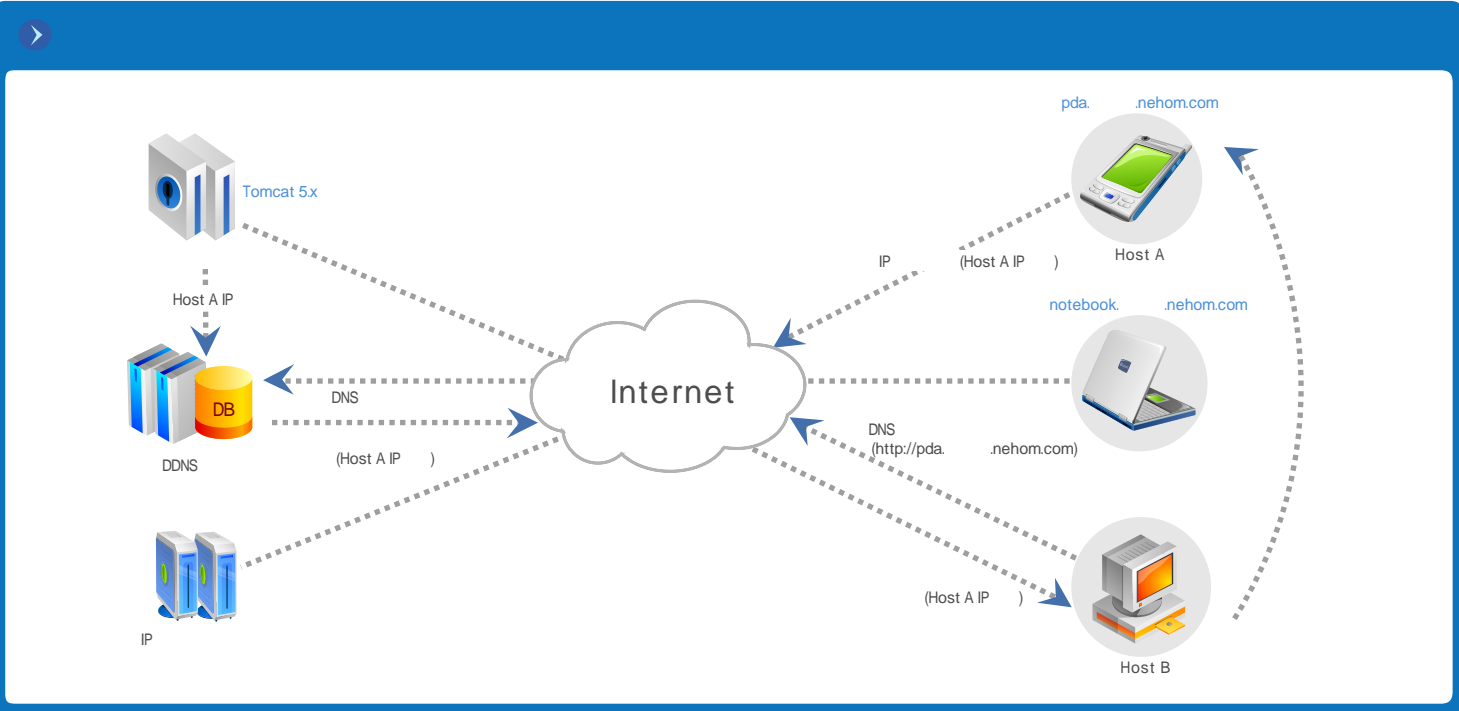 pda. .nehom.com
Tomcat 5.x
Host A
IP (Host A IP )
Host A IP
notebook. .nehom.com
Internet
DNS
DB
DNS
(http://pda. .nehom.com)
DDNS
(Host A IP )
(Host A IP )
IP
Host B